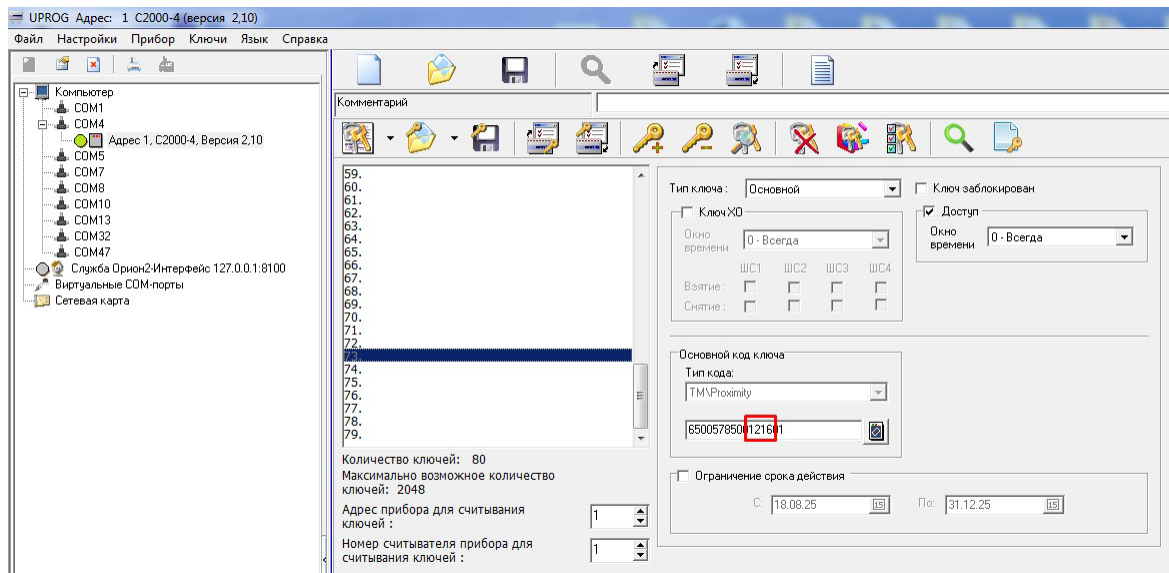 UPROG Адрес: 1 С2000-4 (версия 2,10)
Файл Настройки Прибор Ключи Язык Справка
Компьютер
COM1
COM4
Адрес 1, С2000-4, Версия 2,10
COM5
COM7
COM8
COM10
COM13
COM32
COM47
Служба Орион2-Интерфейс 127.0.0.1:8100
Виртуальные COM-порты
Сетевая карта
Комментарий
59.
60.
61.
62.
63.
64.
65.
66.
67.
68.
69.
70.
71.
72.
73.
74.
75.
76.
77.
78.
79.
Количество ключей: 80
Максимально возможное количество
ключей: 2048
Адрес прибора для считывания
ключей : 1
Номер считывателя прибора для
считывания ключей : 1
Тип ключа : Основной
Ключ заблокирован
Ключ ХО
Окно
времени 0 - Всегда
ШС1 ШС2 ШС3 ШС4
Взятие :
Снятие :
Доступ
Окно
времени 0 - Всегда
Основной код ключа
Тип кода:
TM\Proximity
6500578500121601
Ограничение срока действия
С: 18.08.25 15 По: 31.12.25 15